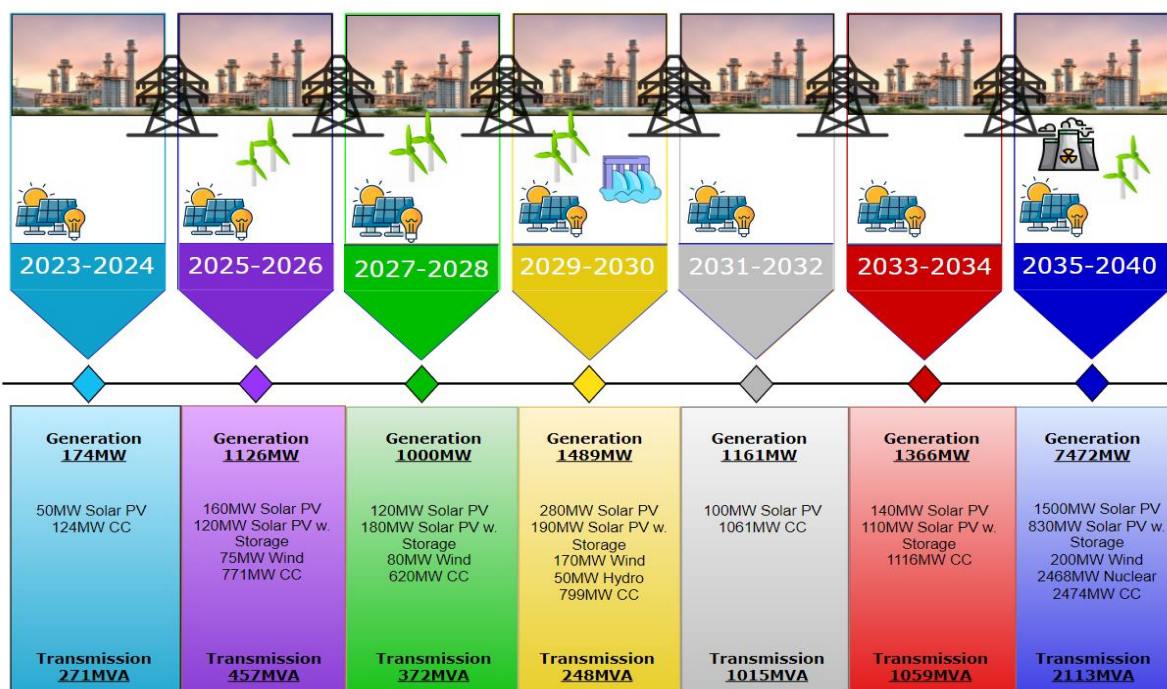 2023-2024
2025-2026
2027-2028
2029-2030
2031-2032
2033-2034
2035-2040
Generation
174MW
50MW Solar PV
124MW CC
Transmission
271MVA
Generation
1126MW
160MW Solar PV
120MW Solar PV w.
Storage
75MW Wind
771MW CC
Transmission
457MVA
Generation
1000MW
120MW Solar PV
180MW Solar PV w.
Storage
80MW Wind
620MW CC
Transmission
372MVA
Generation
1489MW
280MW Solar PV
190MW Solar PV w.
Storage
170MW Wind
50MW Hydro
799MW CC
Transmission
248MVA
Generation
1161MW
100MW Solar PV
1061MW CC
Transmission
1015MVA
Generation
1366MW
140MW Solar PV
110MW Solar PV w.
Storage
1116MW CC
Transmission
1059MVA
Generation
7472MW
1500MW Solar PV
830MW Solar PV w.
Storage
200MW Wind
2468MW Nuclear
2474MW CC
Transmission
2113MVA